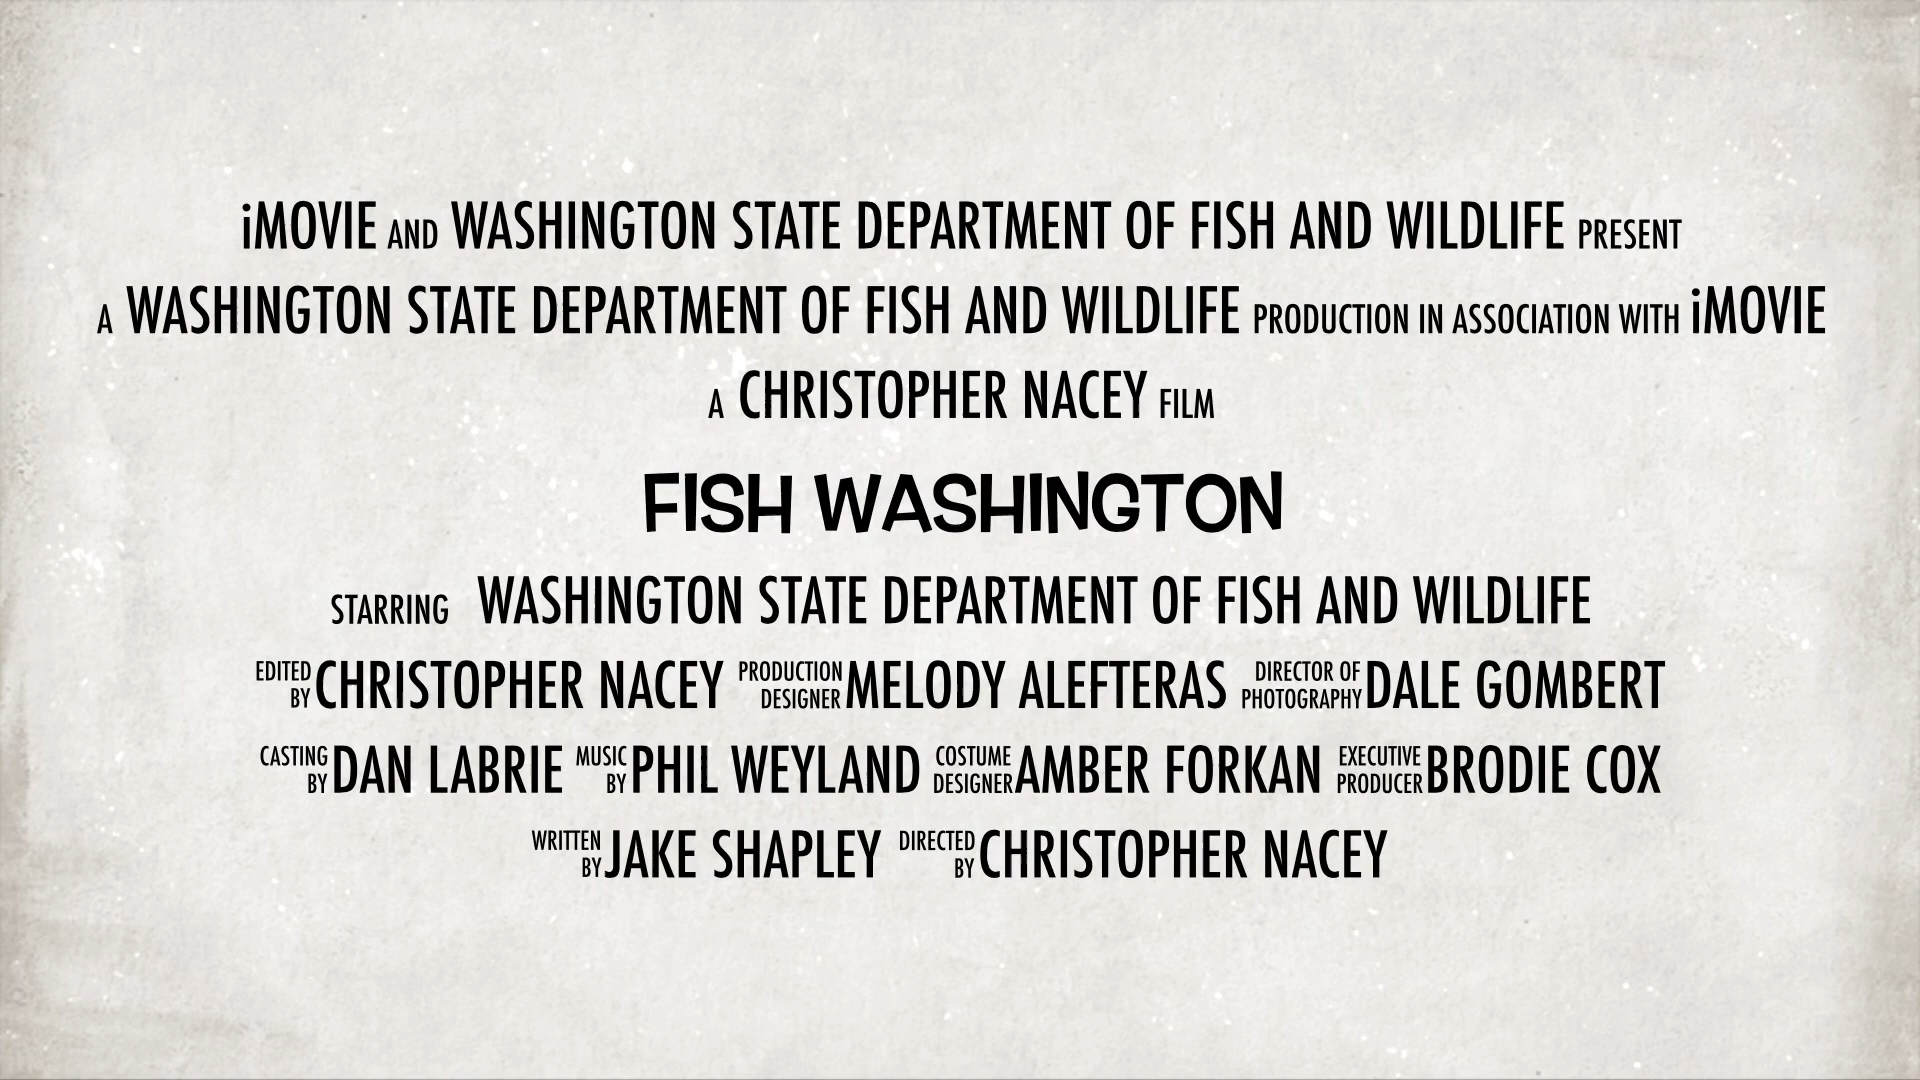 iMOVIE AND WASHINGTON STATE DEPARTMENT OF FISH AND WILDLIFE PRESENT
A WASHINGTON STATE DEPARTMENT OF FISH AND WILDLIFE PRODUCTION IN ASSOCIATION WITH iMOVIE
A CHRISTOPHER NACEY FILM
FISH WASHINGTON
STARRING WASHINGTON STATE DEPARTMENT OF FISH AND WILDLIFE
EDITED BY CHRISTOPHER NACEY PRODUCTION DESIGNER MELODY ALEFTERAS DIRECTOR OF PHOTOGRAPHY DALE GOMBERT
CASTING BY DAN LABRIE MUSIC BY PHIL WEYLAND COSTUME DESIGNER AMBER FORKAN EXECUTIVE PRODUCER BRODIE COX
WRITTEN BY JAKE SHAPLEY DIRECTED BY CHRISTOPHER NACEY